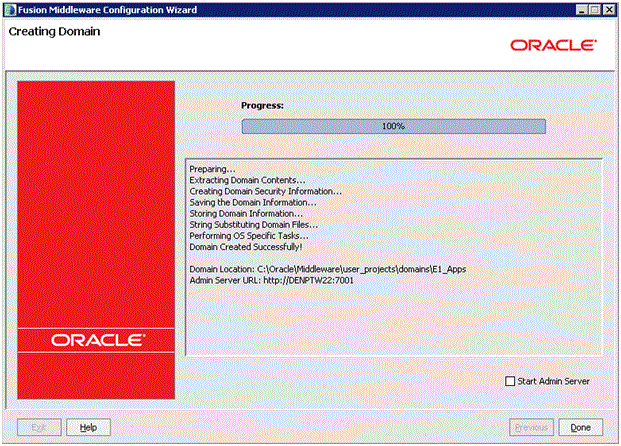 Fusion Middleware Configuration Wizard
Creating Domain
ORACLE®
Progress:
100%
Preparing...
Extracting Domain Contents...
Creating Domain Security Information...
Saving the Domain Information...
Storing Domain Information...
String Substituting Domain Files...
Performing OS Specific Tasks...
Domain Created Successfully!
Domain Location: C:\Oracle\Middleware\user_projects\domains\E1_Apps
Admin Server URL: http://DENPTW22:7001
ORACLE®
Start Admin Server
Exit
Help
Previous
Done